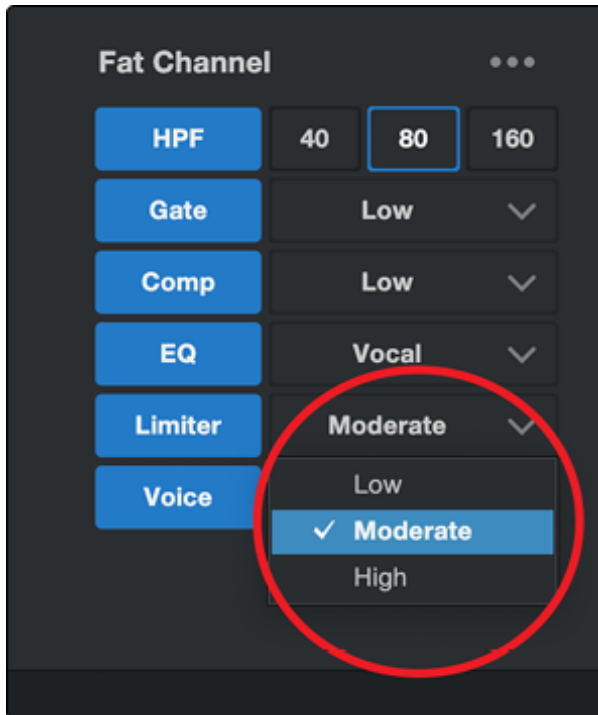 Fat Channel
HPF 40 80 160
Gate Low
Comp Low
EQ Vocal
Limiter Moderate
Voice Low
Moderate
High